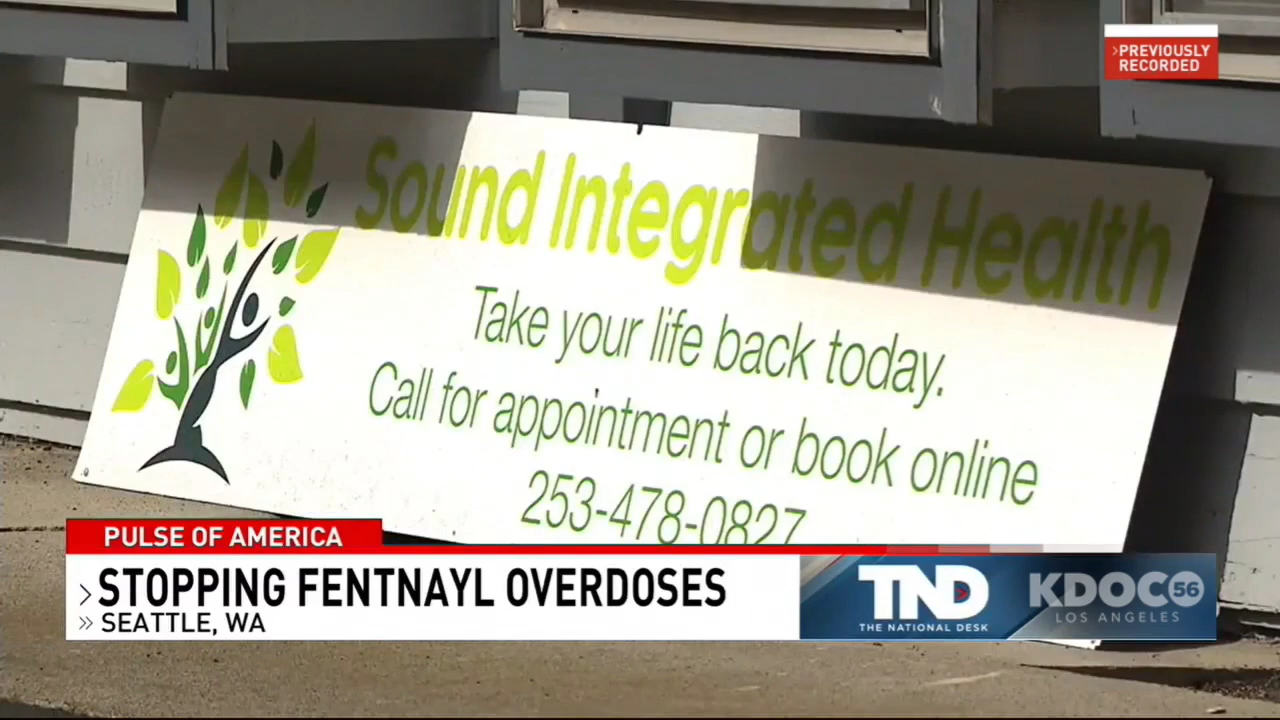 >PREVIOUSLY
RECORDED
Sound Integrated Health
Take your life back today.
Call for appointment or book online
253-478-0827
PULSE OF AMERICA
> STOPPING FENTNAYL OVERDOSES
>> SEATTLE, WA
TND
THE NATIONAL DESK
KDOC 56
LOS ANGELES